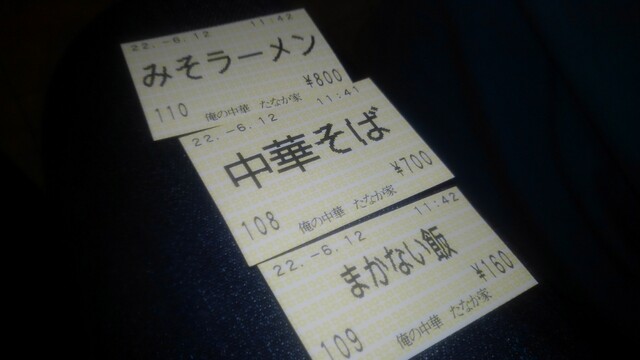 22.-6.12 11:42
みそラーメン
¥800
110 俺の中華 たなか家
22.-6.12 11:41
中華そば
¥700
108 俺の中華 たなか家
22.-6.12 11:42
まかない飯
¥160
109 俺の中華 たなか家